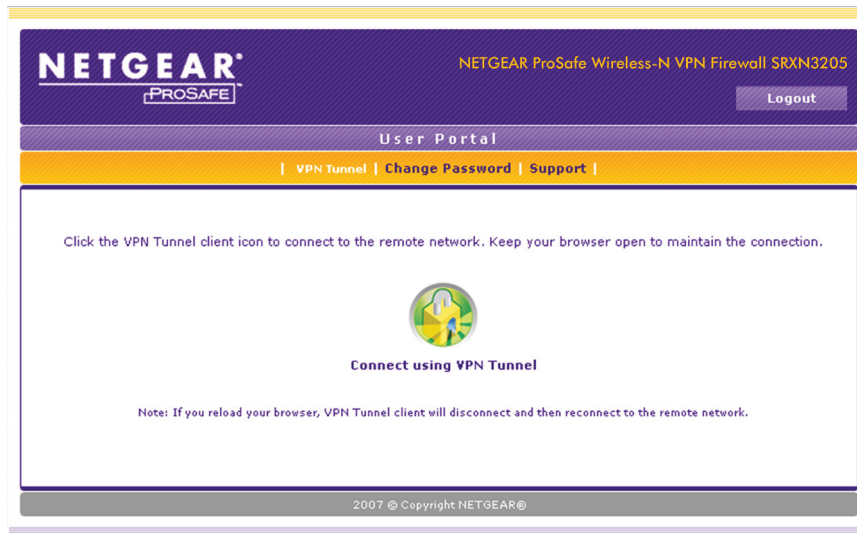 NETGEAR®
PROSAFE™
NETGEAR ProSafe Wireless-N VPN Firewall SRXN3205
Logout
User Portal
| VPN Tunnel | Change Password | Support |
Click the VPN Tunnel client icon to connect to the remote network. Keep your browser open to maintain the connection.
Connect using VPN Tunnel
Note: If you reload your browser, VPN Tunnel client will disconnect and then reconnect to the remote network.
2007 © Copyright NETGEAR®